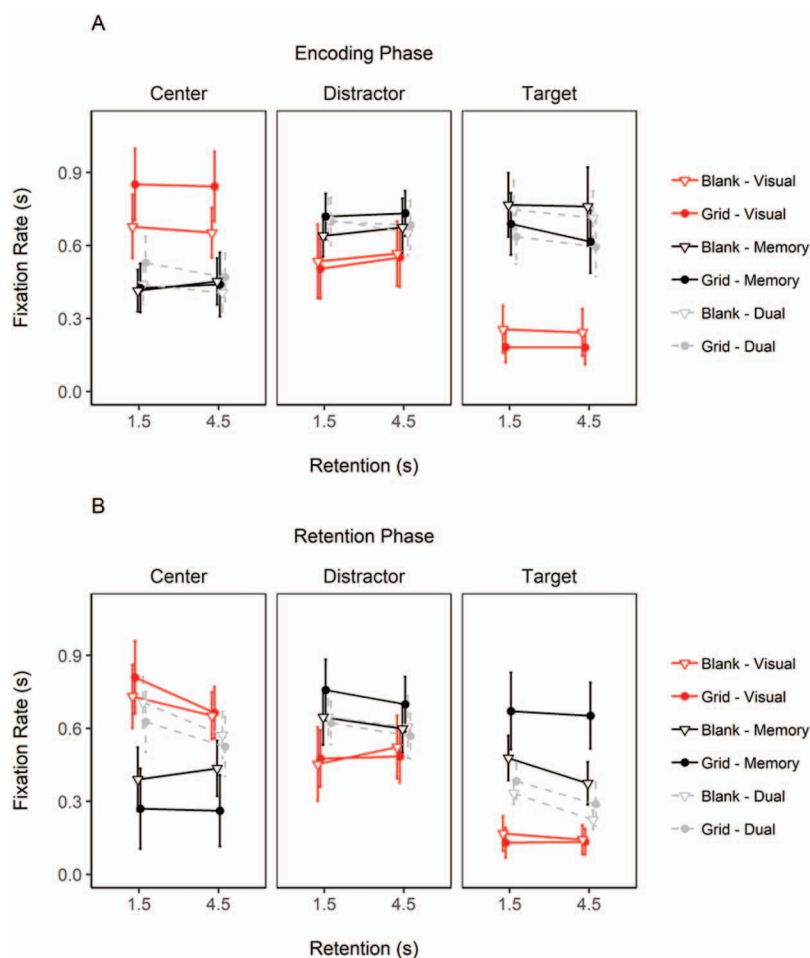 A
Encoding Phase
Center Distractor Target
Fixation Rate (s)
0.9
0.6
0.3
0.0
1.5 4.5 1.5 4.5 1.5 4.5
Retention (s)
Blank - Visual
Grid - Visual
Blank - Memory
Grid - Memory
Blank - Dual
Grid - Dual
B
Retention Phase
Center Distractor Target
Fixation Rate (s)
0.9
0.6
0.3
0.0
1.5 4.5 1.5 4.5 1.5 4.5
Retention (s)
Blank - Visual
Grid - Visual
Blank - Memory
Grid - Memory
Blank - Dual
Grid - Dual